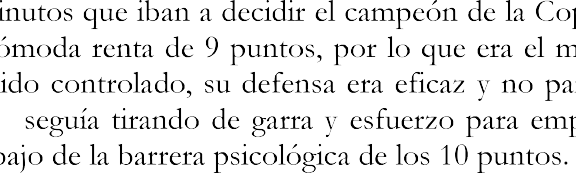 inutos que iban a decidir el campeón de la Cop
ómoda renta de 9 puntos, por lo que era el m
ido controlado, su defensa era eficaz y no pa
seguía tirando de garra y esfuerzo para emp
bajo de la barrera psicológica de los 10 puntos.